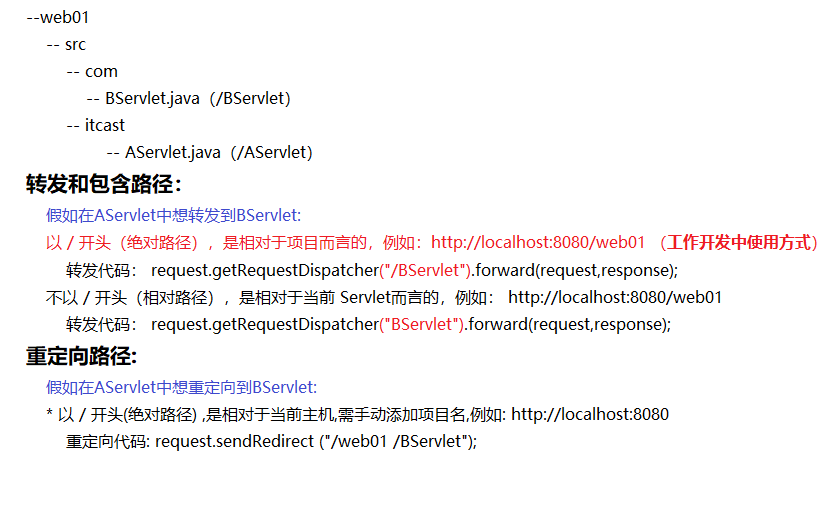 --web01
-- src
-- com
-- BServlet.java（/BServlet）
-- itcast
-- AServlet.java（/AServlet）
转发和包含路径：
假如在AServlet中想转发到BServlet:
以 / 开头（绝对路径），是相对于项目而言的，例如：http://localhost:8080/web01 （工作开发中使用方式）
转发代码： request.getRequestDispatcher("/BServlet").forward(request,response);
不以 / 开头（相对路径），是相对于当前 Servlet而言的，例如： http://localhost:8080/web01
转发代码： request.getRequestDispatcher("BServlet").forward(request,response);
重定向路径:
假如在AServlet中想重定向到BServlet:
* 以 / 开头(绝对路径) ,是相对于当前主机,需手动添加项目名,例如: http://localhost:8080
重定向代码: request.sendRedirect ("/web01 /BServlet");